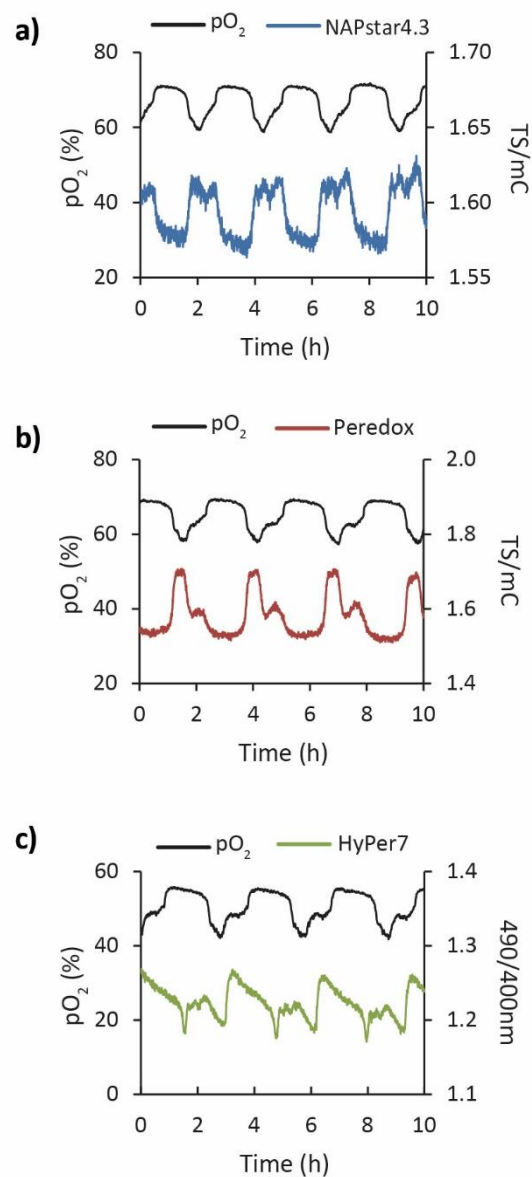 a)
pO₂ NAPstar4.3
80 1.70
60 1.65
40 1.60
20 1.55
pO₂ (%)
TS/mC
0 2 4 6 8 10
Time (h)
b)
pO₂ Peredox
80 2.0
60 1.8
40 1.6
20 1.4
pO₂ (%)
TS/mC
0 2 4 6 8 10
Time (h)
c)
pO₂ HyPer7
60 1.4
40 1.3
20 1.2
0 1.1
pO₂ (%)
490/400nm
0 2 4 6 8 10
Time (h)